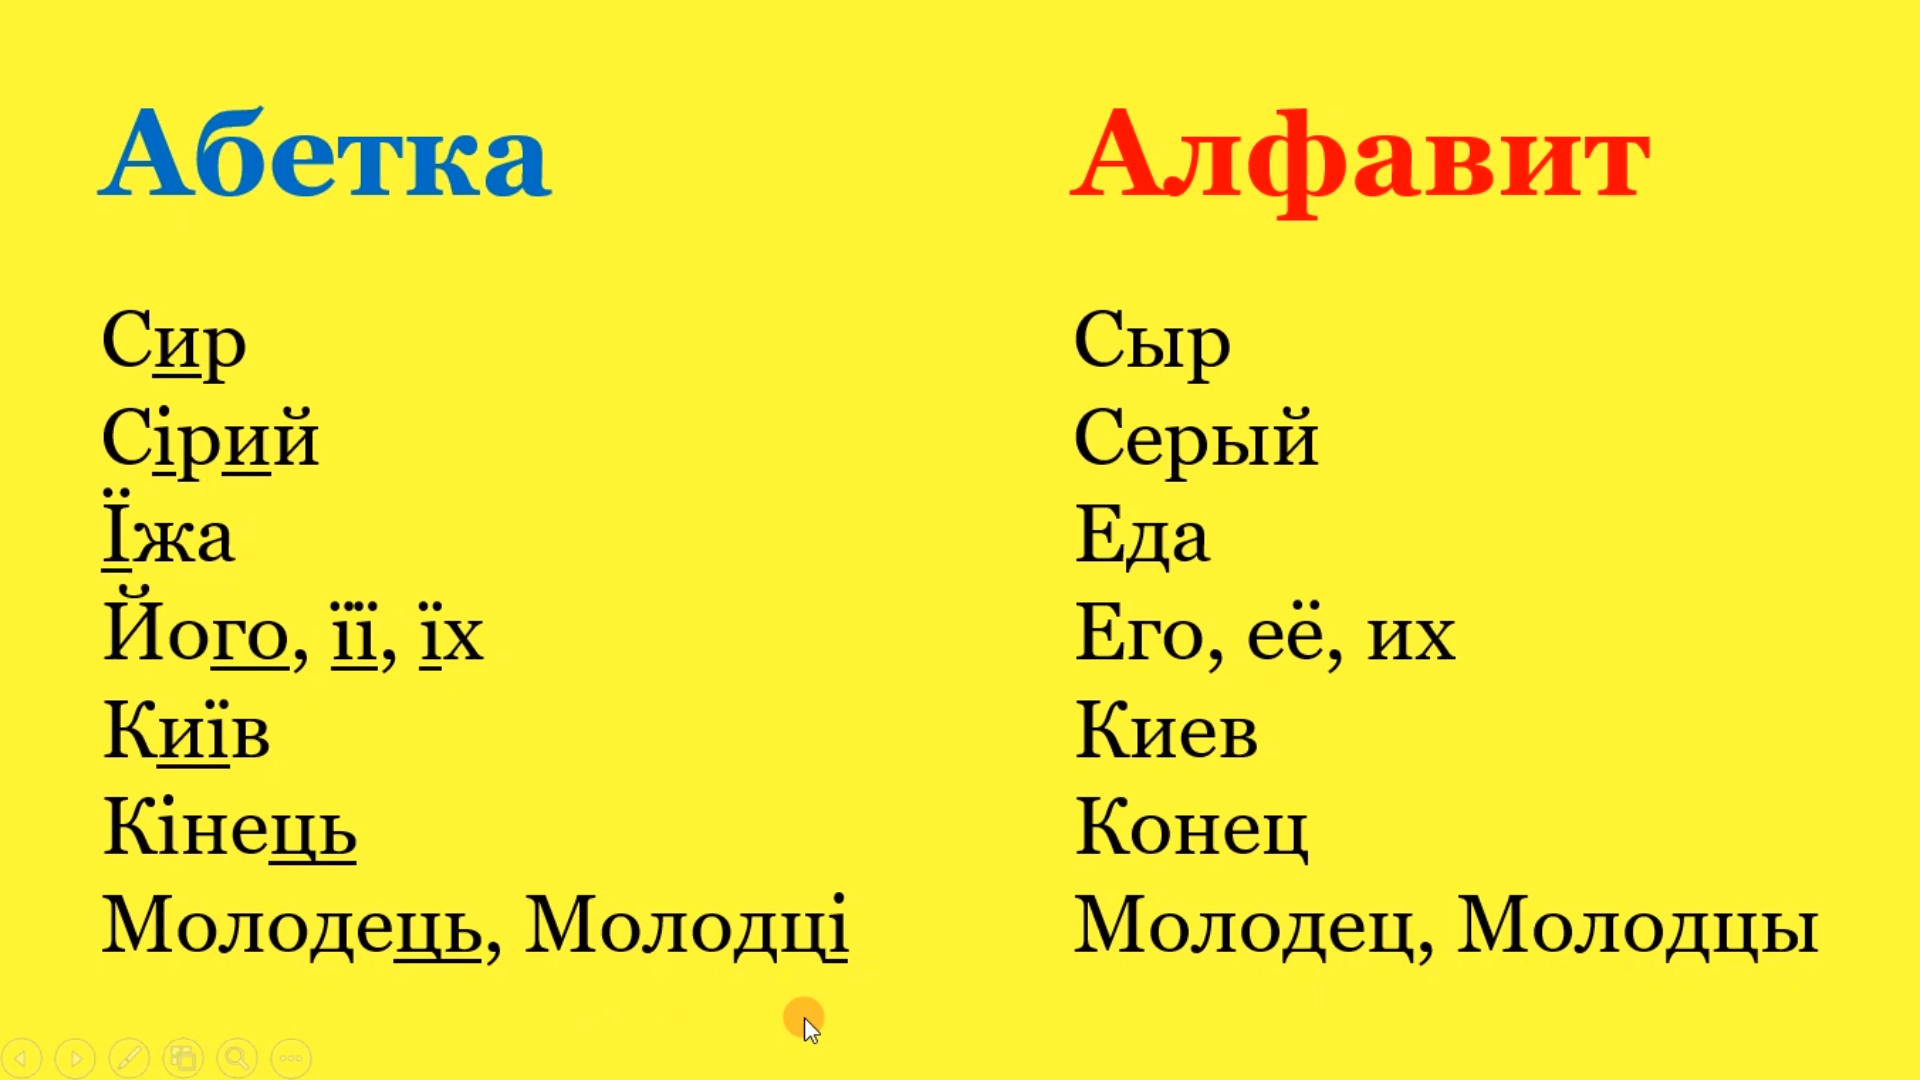 Абетка
Сир
Сірий
Їжа
Його, її, їх
Київ
Кінець
Молодець, Молодці
Алфавит
Сыр
Серый
Еда
Его, её, их
Киев
Конец
Молодец, Молодцы